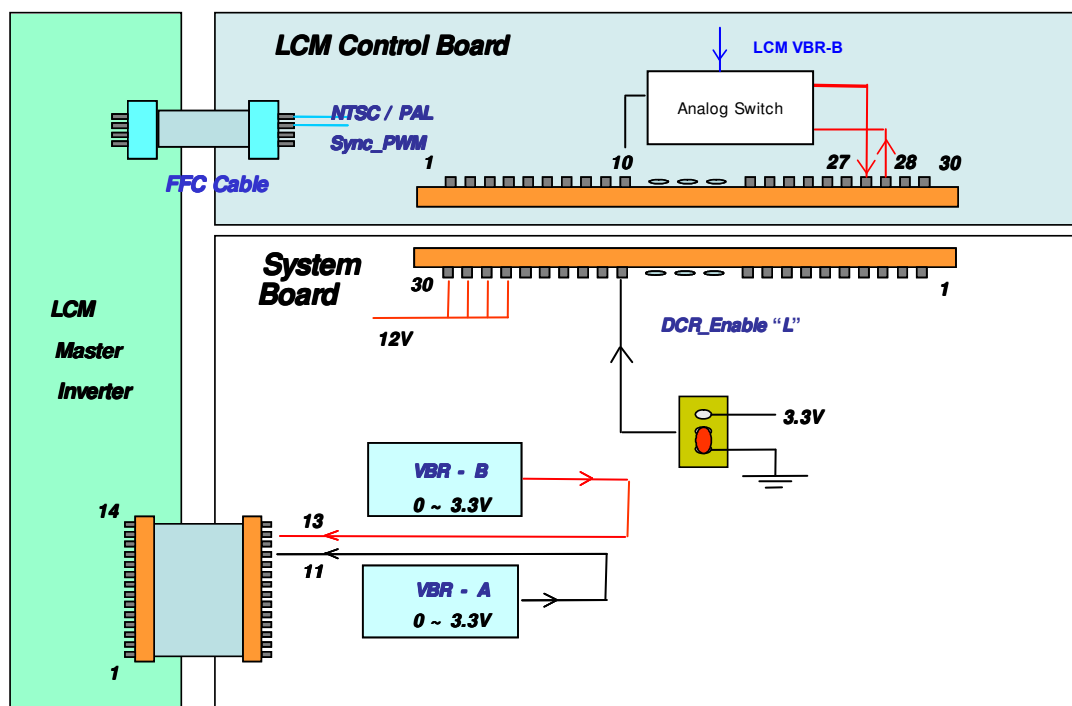 LCM Control Board
LCM VBR-B
Analog Switch
NTSC / PAL
Sync_PWM
FFC Cable
1
10
27
28
30
System
Board
30
1
12V
DCR_Enable “L”
3.3V
LCM
Master
Inverter
VBR - B
0 ~ 3.3V
14
13
11
VBR - A
0 ~ 3.3V
1